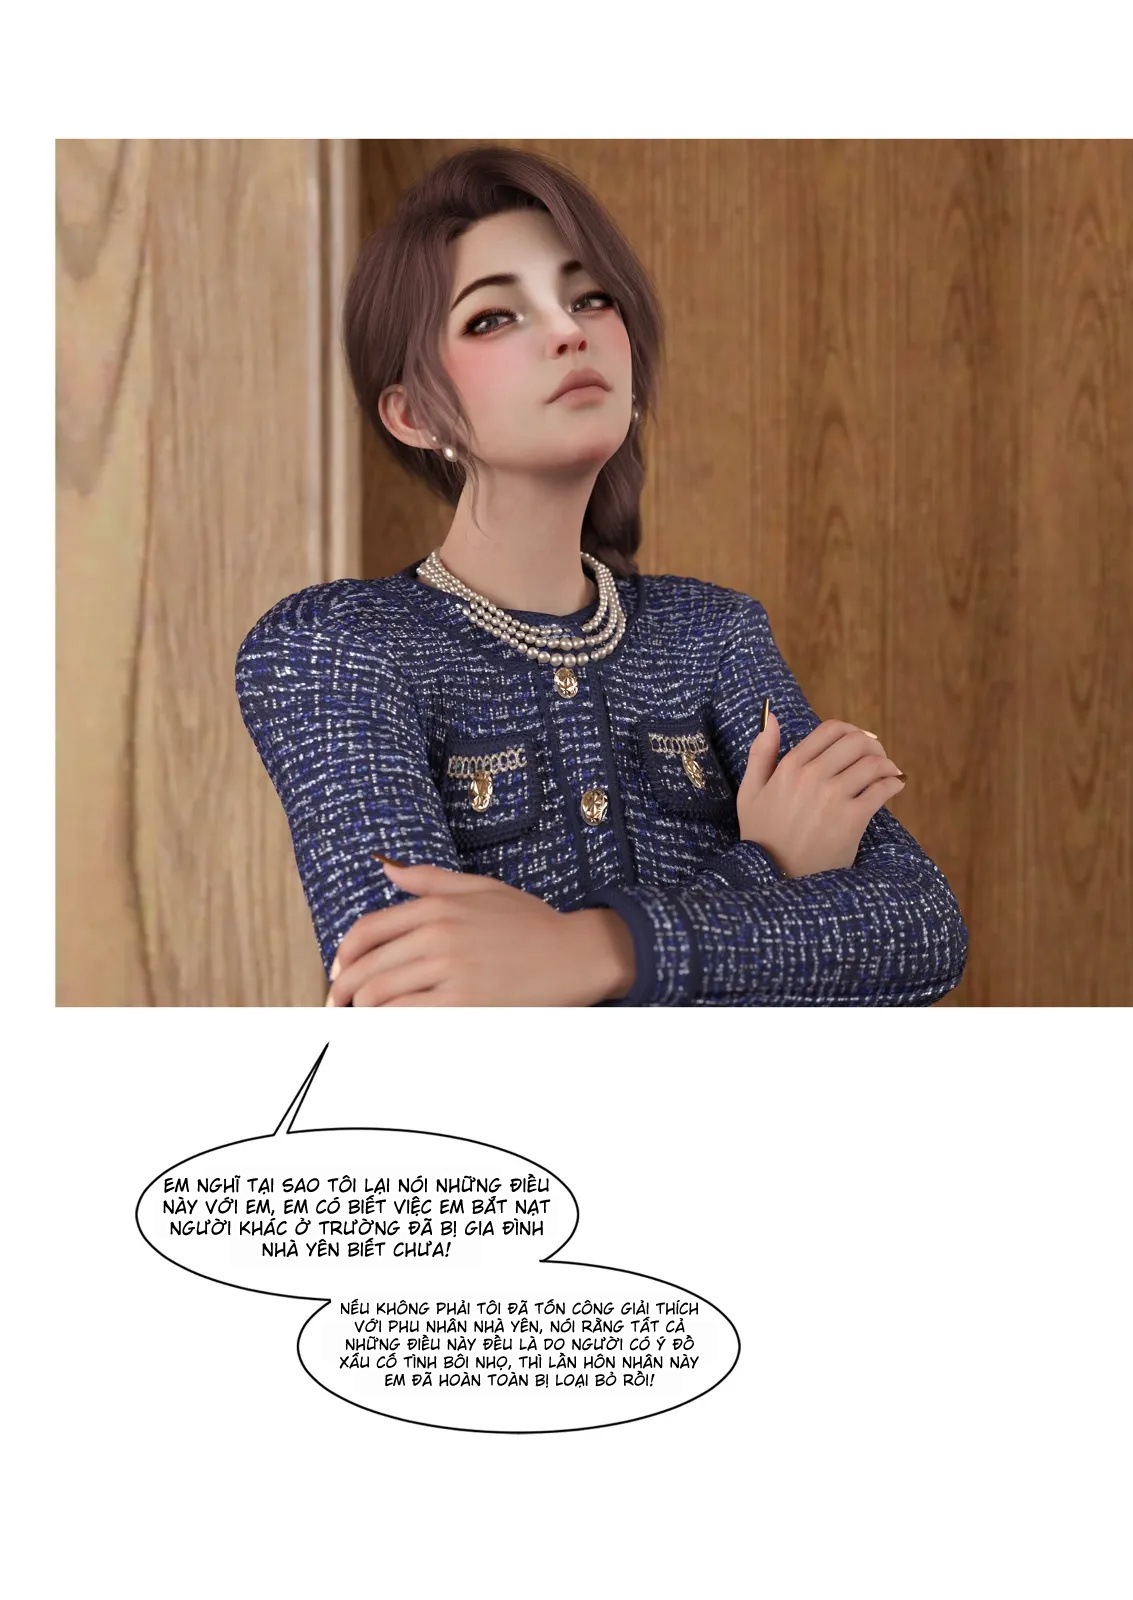 EM NGHĨ TẠI SAO TÔI LẠI NÓI NHỮNG ĐIỀU
NÀY VỚI EM, EM CÓ BIẾT VIỆC EM BẮT NẠT
NGƯỜI KHÁC Ở TRƯỜNG ĐÃ BỊ GIA ĐÌNH
NHÀ YÊN BIẾT CHƯA!
NẾU KHÔNG PHẢI TÔI ĐÃ TỐN CÔNG GIẢI THÍCH
VỚI PHU NHÂN NHÀ YÊN, NÓI RẰNG TẤT CẢ
NHỮNG ĐIỀU NÀY ĐỀU LÀ DO NGƯỜI CÓ Ý ĐỒ
XẤU CỐ TÌNH BÔI NHỌ, THÌ LẦN HÔN NHÂN NÀY
EM ĐÃ HOÀN TOÀN BỊ LOẠI BỎ RỒI!